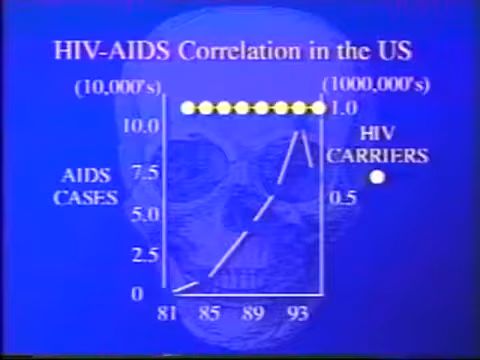 HIV-AIDS Correlation in the US
(10,000's)
(1000,000's)
10.0
1.0
HIV
CARRIERS
AIDS
CASES
7.5
5.0
0.5
2.5
0
81 85 89 93